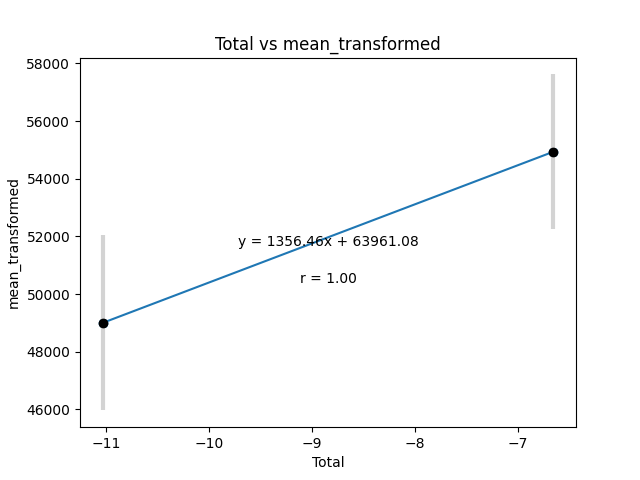 Total vs mean_transformed
58000
56000
54000
52000
50000
48000
46000
mean_transformed
y = 1356.46x + 63961.08
r = 1.00
−11
−10
−9
−8
−7
Total